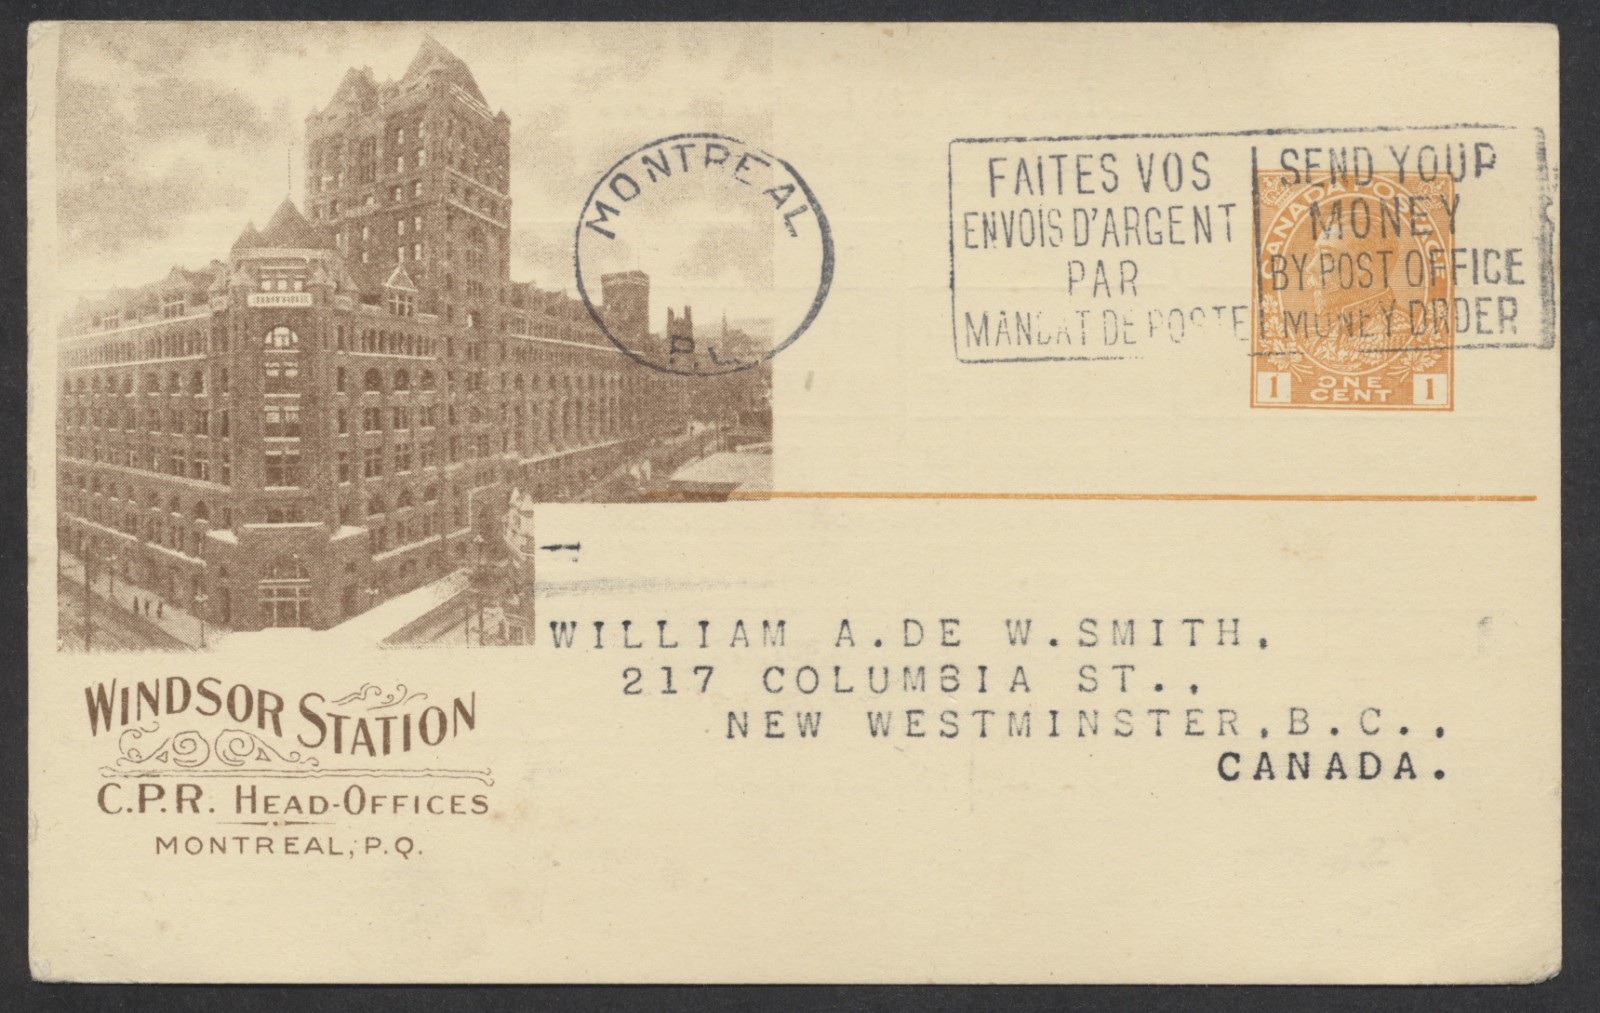 MONTREAL
P.L.
FAITES VOS
ENVOIS D'ARGENT
PAR
MANDAT DE POSTE
SEND YOUR
MONEY
BY POST OFFICE
MONEY ORDER
CANADA POSTAGE
1 ONE CENT 1
WILLIAM A. DE W. SMITH,
217 COLUMBIA ST.,
NEW WESTMINSTER, B.C.,
CANADA.
WINDSOR STATION
C.P.R. HEAD-OFFICES
MONTREAL, P.Q.